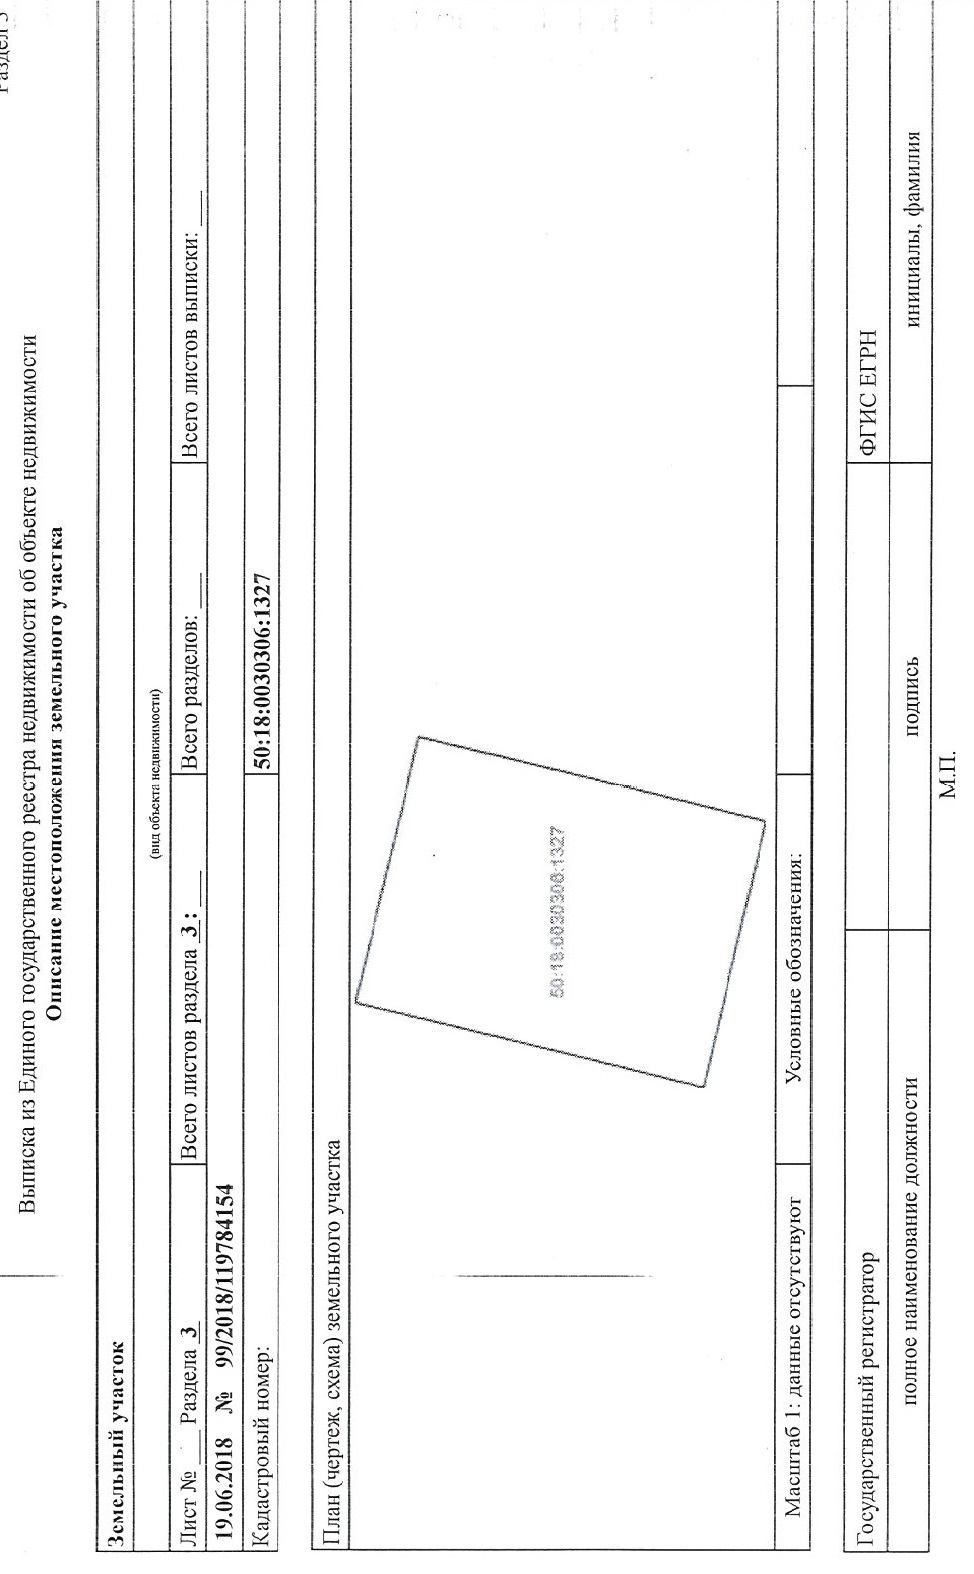 Раздел 3
Выписка из Единого государственного реестра недвижимости об объекте недвижимости
Описание местоположения земельного участка
Земельный участок
(вид объекта недвижимости)
Лист № ___ Раздела 3 Всего листов раздела 3: ___ Всего разделов: ___ Всего листов выписки: ___
19.06.2018 № 99/2018/119784154
Кадастровый номер: 50:18:0030306:1327
План (чертеж, схема) земельного участка
50:18:0030306:1327
Масштаб 1: данные отсутствуют Условные обозначения:
Государственный регистратор ФГИС ЕГРН
полное наименование должности подпись инициалы, фамилия
М.П.